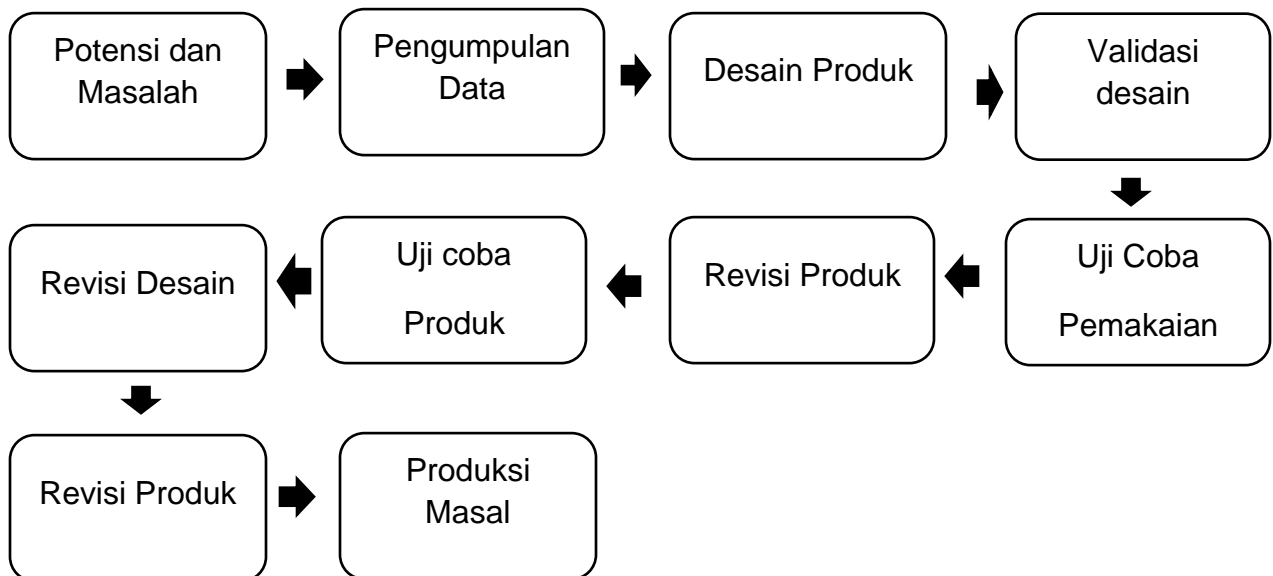 Potensi dan
Masalah
Pengumpulan
Data
Desain Produk
Validasi
desain
Uji Coba
Pemakaian
Revisi Produk
Uji coba
Produk
Revisi Desain
Revisi Produk
Produksi
Masal